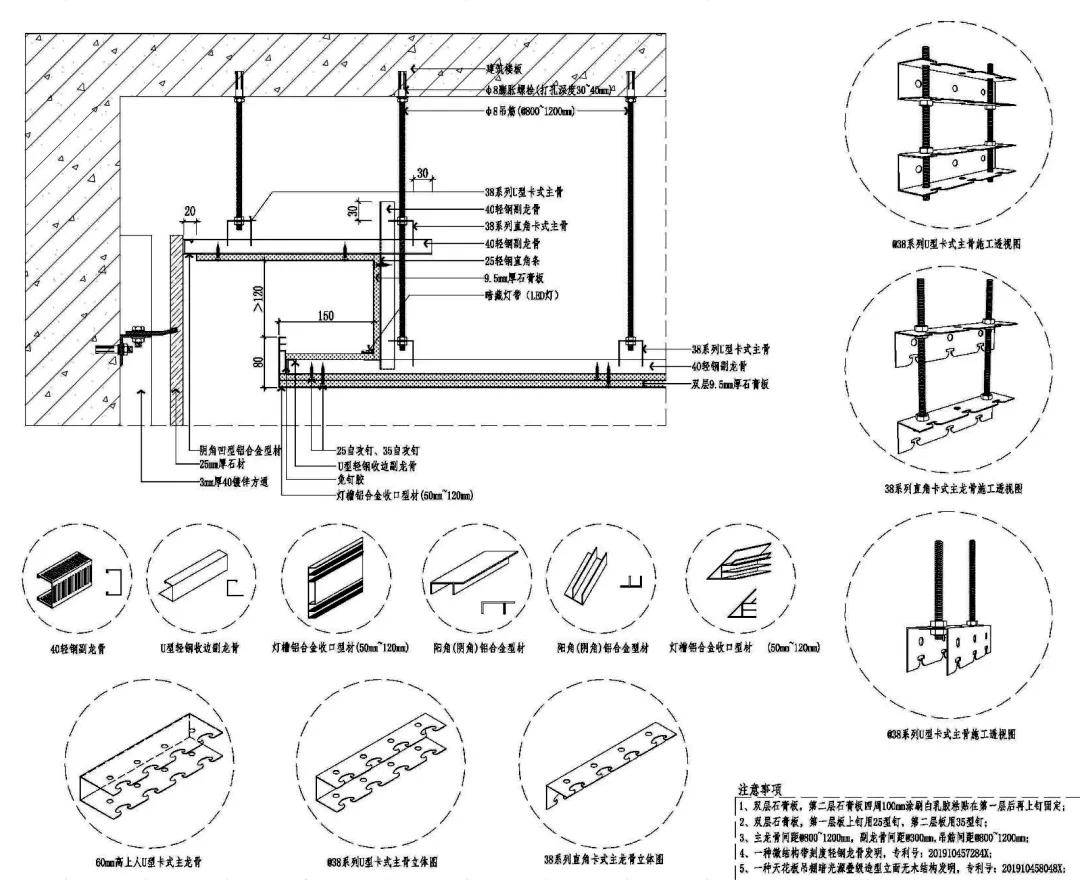 建筑楼板
φ8膨胀螺栓(打孔深度30~40mm)
φ8吊筋(@800~1200mm)
30
38系列U型卡式主骨
30
40轻钢副龙骨
20
38系列直角卡式主骨
40轻钢副龙骨
25轻钢直角条
9.5mm厚石膏板
>120
暗藏灯带(LED灯)
150
38系列U型卡式主骨
80
40轻钢副龙骨
双层9.5mm厚石膏板
阴角凹型铝合金型材
25mm厚石材
3mm厚40镀锌方通
25自攻钉、35自攻钉
U型轻钢收边副龙骨
免钉胶
灯槽铝合金收口型材(50mm~120mm)
@38系列U型卡式主骨施工透视图
38系列直角卡式主龙骨施工透视图
@38系列U型卡式主骨施工透视图
40轻钢副龙骨
U型轻钢收边副龙骨
灯槽铝合金收口型材(50mm~120mm)
阳角(阴角)铝合金型材
阳角(阴角)铝合金型材
灯槽铝合金收口型材 (50mm~120mm)
60mm高上人U型卡式主龙骨
@38系列U型卡式主骨立体图
38系列直角卡式主龙骨立体图
注意事项
1、双层石膏板，第二层石膏板四周100mm涂刷白乳胶粘贴在第一层后再上钉固定；
2、双层石膏板，第一层板上钉用25型钉，第二层板用35型钉；
3、主龙骨间距@800~1200mm，副龙骨间距@300mm,吊筋间距@800~1200mm；
4、一种微结构带刻度轻钢龙骨发明，专利号：201910457284X；
5、一种天花板吊棚暗光源叠级造型立面无木结构发明，专利号：201910458048X；